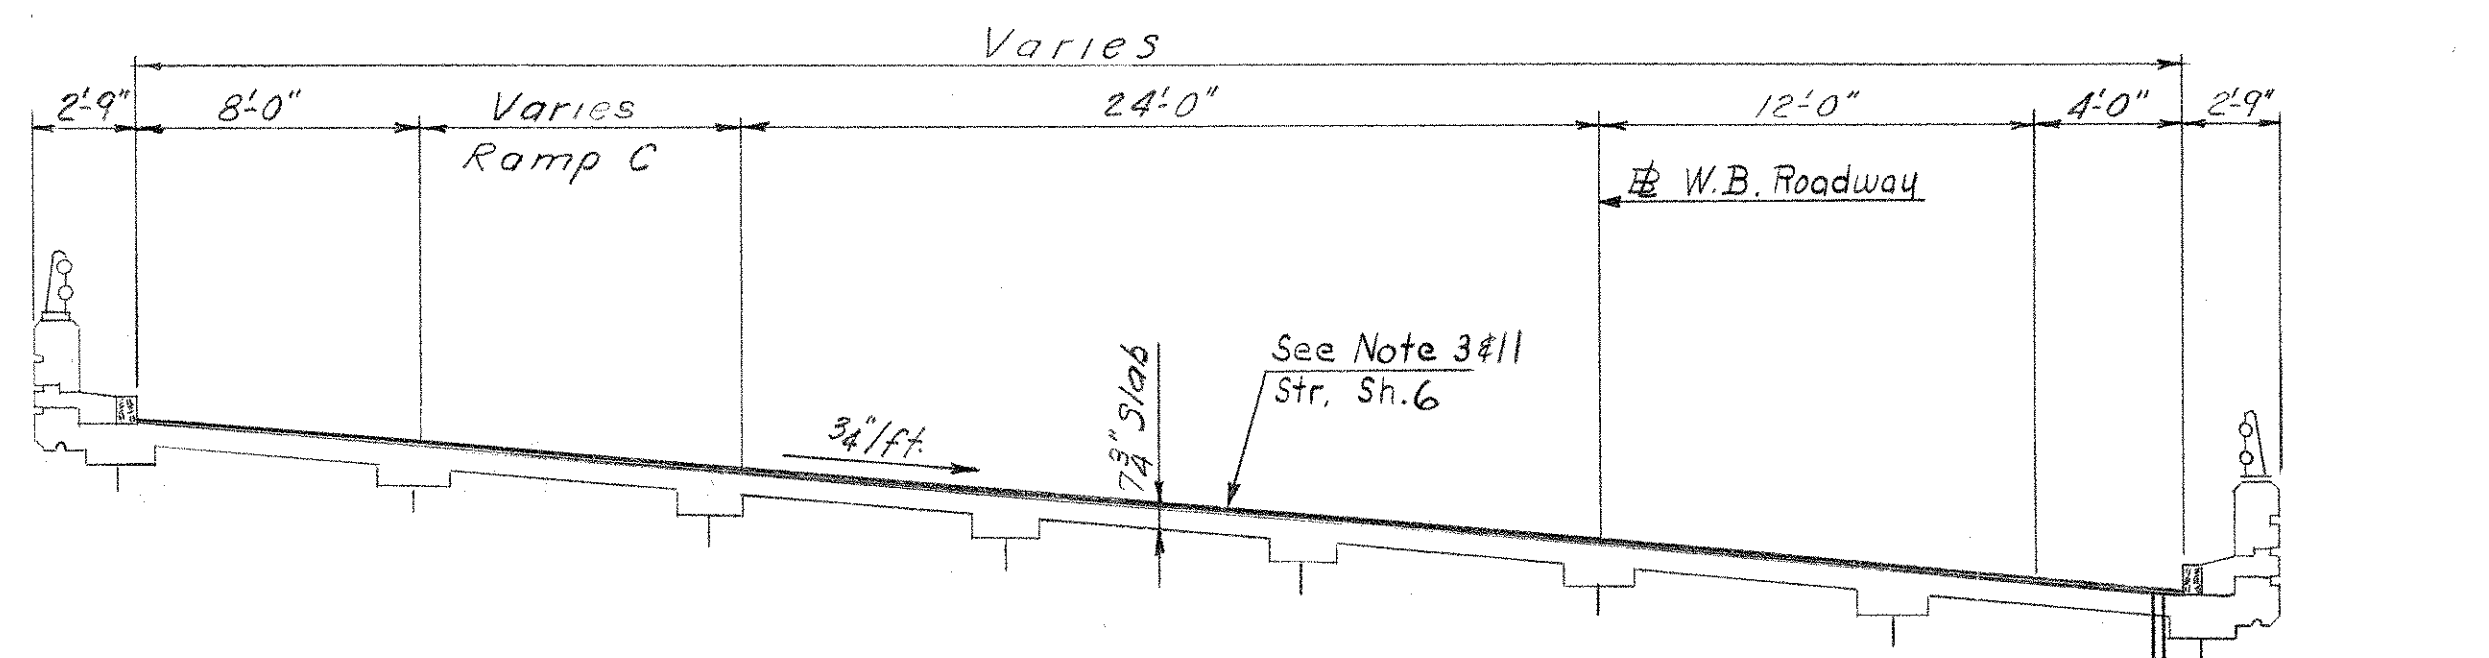 Varies
2'-9"
8'-0"
Varies
24'-0"
12'-0"
4'-0"
2'-9"
Ramp C
℄ W.B. Roadway
See Note 3 & 11
Str. Sh. 6
7 3/4" Slab
3/4"/ft.